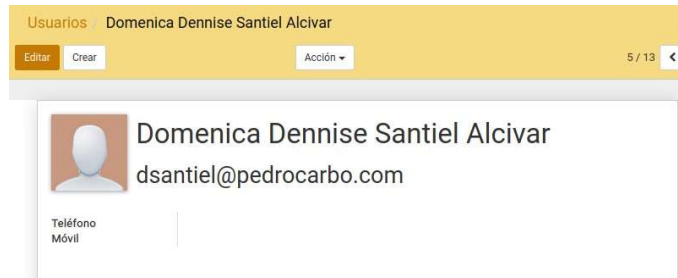 Usuarios / Domenica Dennise Santiel Alcivar
Editar Crear Acción 5 / 13
Domenica Dennise Santiel Alcivar
dsantiel@pedrocarbo.com
Teléfono
Móvil